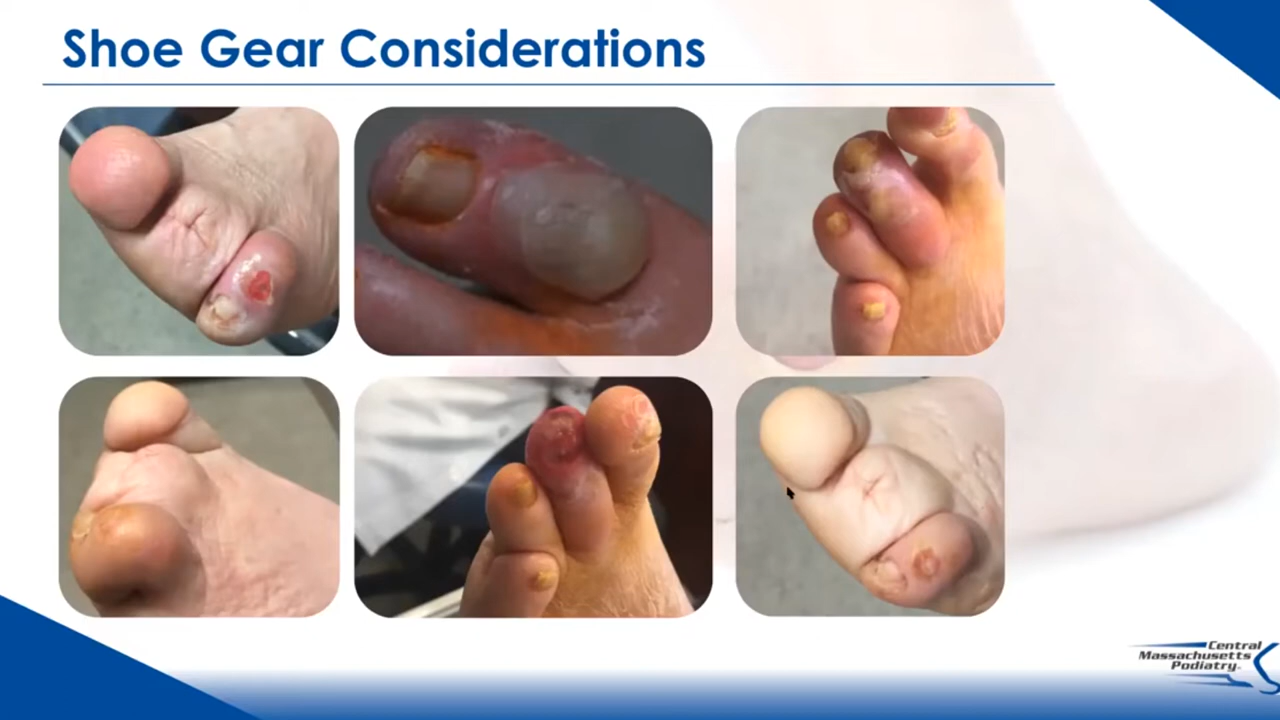 Shoe Gear Considerations
Central
Massachusetts
Podiatry